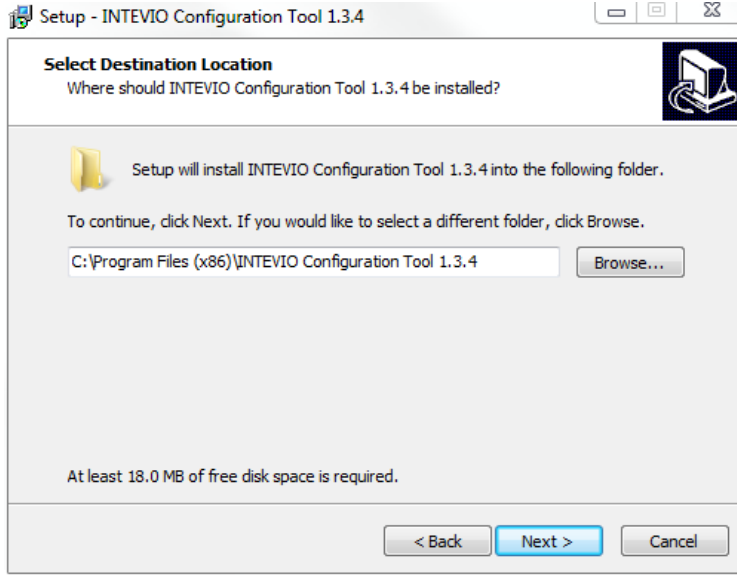 Setup - INTEVIO Configuration Tool 1.3.4
Select Destination Location
Where should INTEVIO Configuration Tool 1.3.4 be installed?
Setup will install INTEVIO Configuration Tool 1.3.4 into the following folder.
To continue, click Next. If you would like to select a different folder, click Browse.
C:\Program Files (x86)\INTEVIO Configuration Tool 1.3.4
Browse...
At least 18.0 MB of free disk space is required.
< Back Next > Cancel